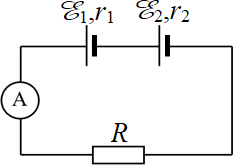 ℰ₁,r₁ ℰ₂,r₂
A
R